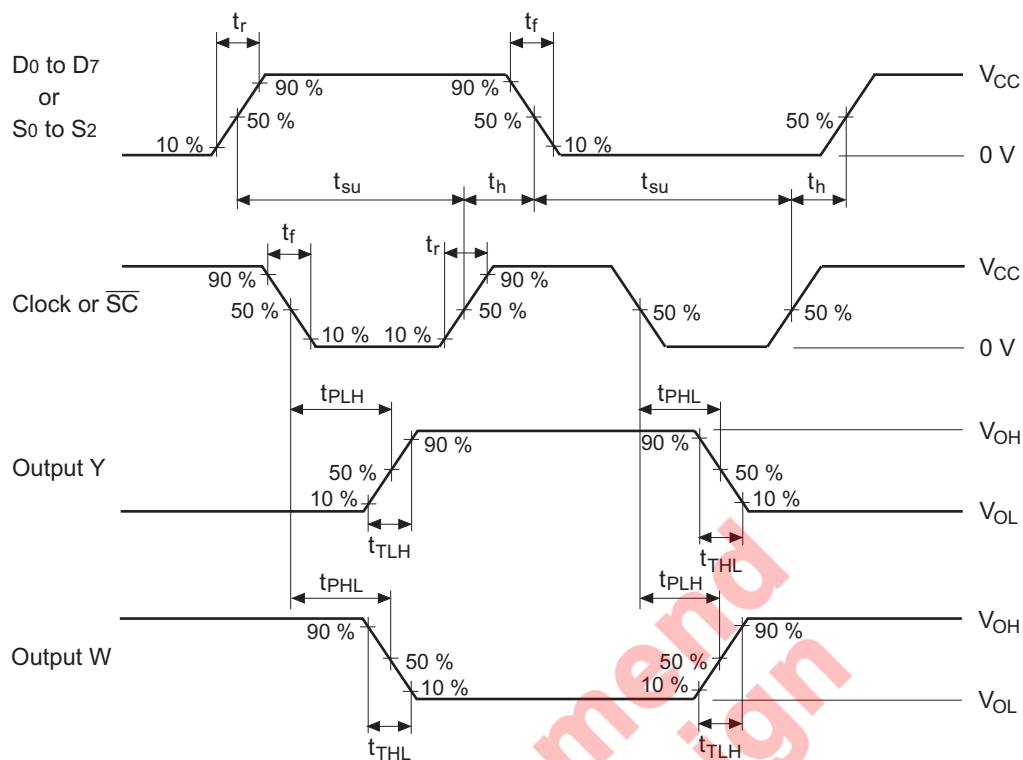 tr
tf
D0 to D7
or
S0 to S2
90 %
50 %
10 %
90 %
50 %
10 %
50 %
VCC
0 V
tsu
th
tsu
th
tf
tr
Clock or S̅C̅
90 %
50 %
10 %
10 %
90 %
50 %
50 %
50 %
VCC
0 V
tPLH
tPHL
Output Y
90 %
50 %
10 %
90 %
50 %
10 %
VOH
VOL
tTLH
tTHL
tPHL
tPLH
Output W
90 %
50 %
10 %
90 %
50 %
10 %
VOH
VOL
tTHL
tTLH
mend
ign